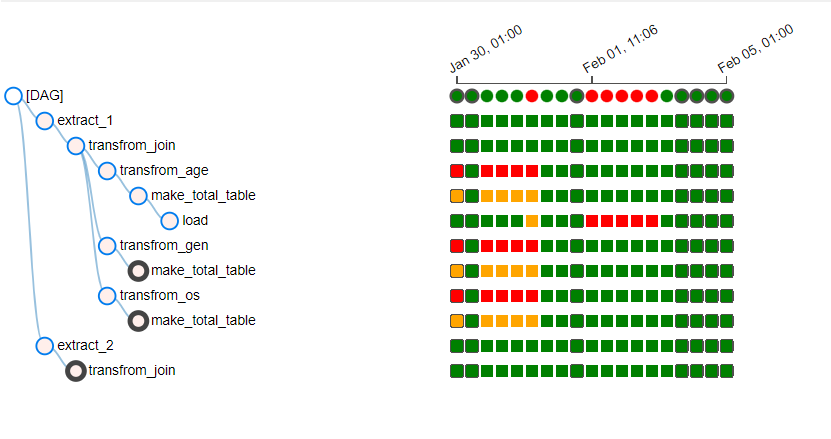 Jan 30, 01:00
Feb 01, 11:06
Feb 05, 01:00
[DAG]
extract_1
transfrom_join
transfrom_age
make_total_table
load
transfrom_gen
make_total_table
transfrom_os
make_total_table
extract_2
transfrom_join